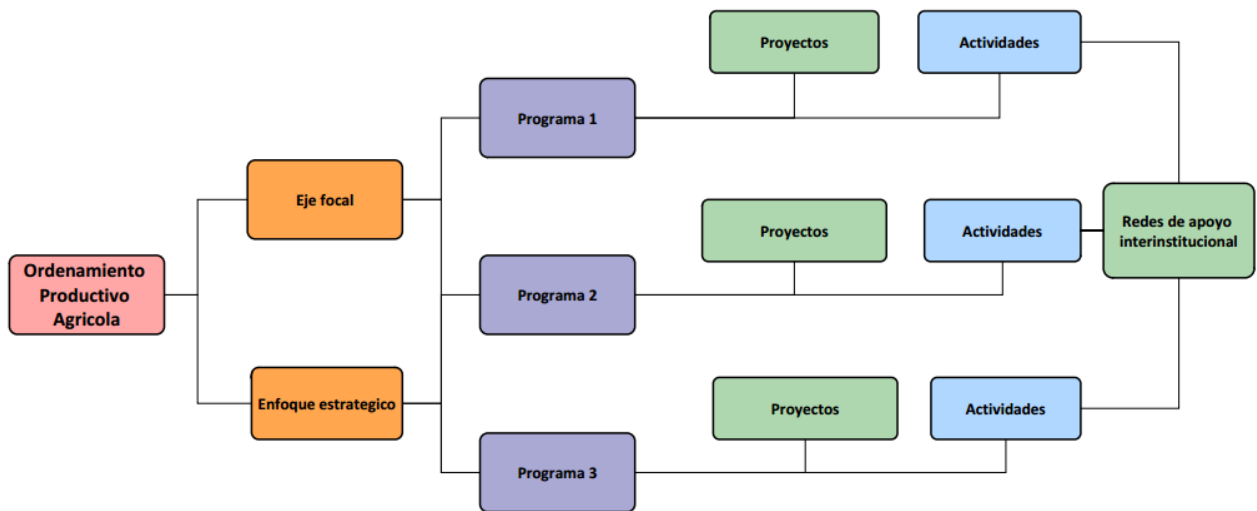 Ordenamiento
Productivo
Agricola
Eje focal
Enfoque estrategico
Programa 1
Proyectos
Actividades
Programa 2
Proyectos
Actividades
Programa 3
Proyectos
Actividades
Redes de apoyo
interinstitucional